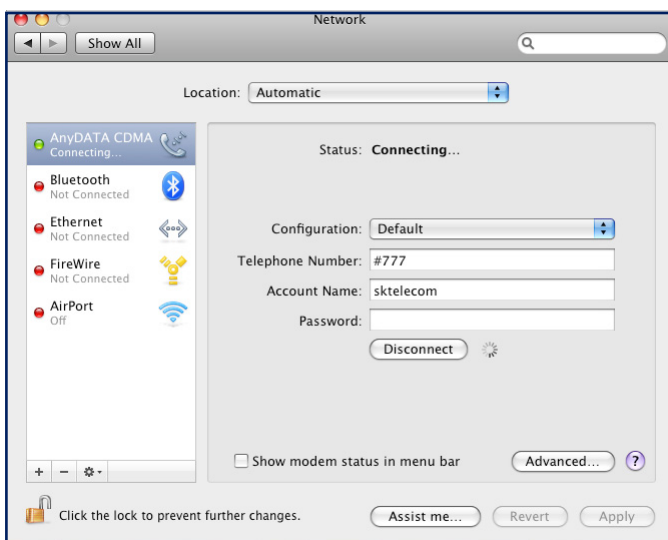 Network
Show All
Location: Automatic
AnyDATA CDMA
Connecting...
Bluetooth
Not Connected
Ethernet
Not Connected
FireWire
Not Connected
AirPort
Off
Status: Connecting...
Configuration: Default
Telephone Number: #777
Account Name: sktelecom
Password:
Disconnect
Show modem status in menu bar
Advanced...
?
Click the lock to prevent further changes.
Assist me...
Revert
Apply